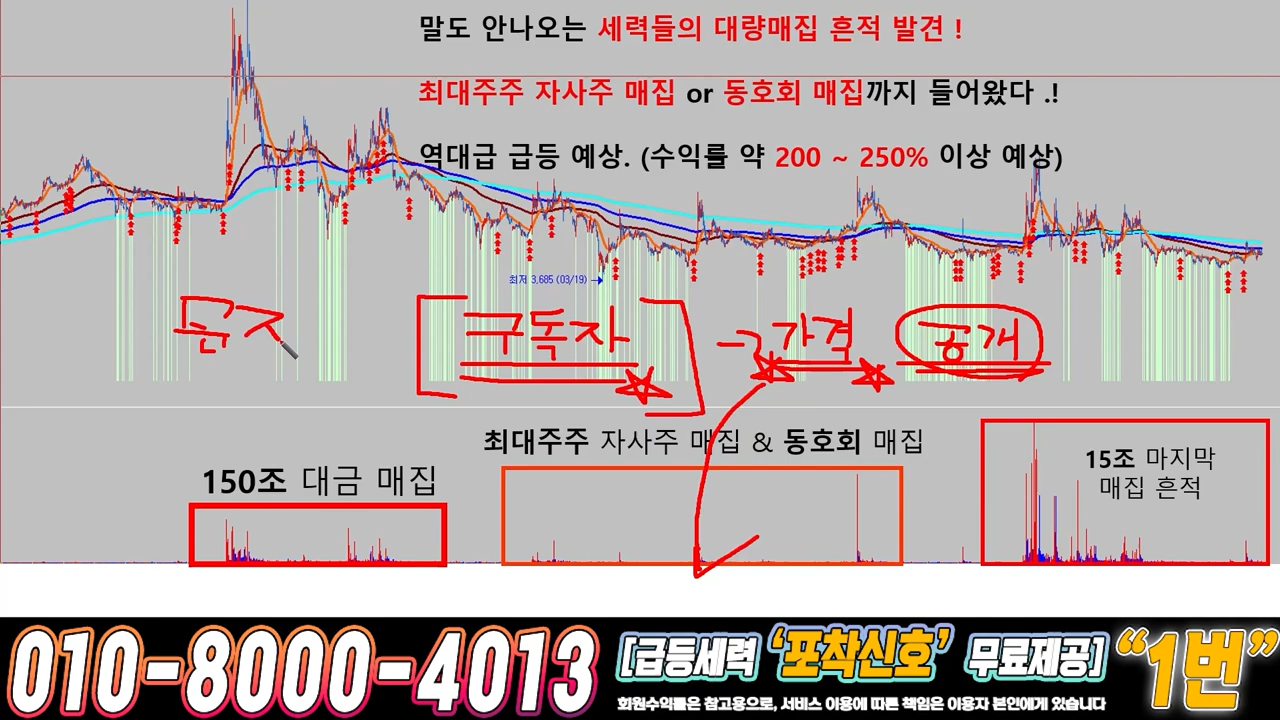 말도 안나오는 세력들의 대량매집 흔적 발견 !
최대주주 자사주 매집 or 동호회 매집까지 들어왔다 .!
역대급 급등 예상. (수익률 약 200 ~ 250% 이상 예상)
최저 3,685 (03/19)
구독자
가격
공개
최대주주 자사주 매집 & 동호회 매집
150조 대금 매집
15조 마지막
매집 흔적
010-8000-4013
[급등세력 ‘포착신호’ 무료제공] “1번”
회원수익률은 참고용으로, 서비스 이용에 따른 책임은 이용자 본인에게 있습니다